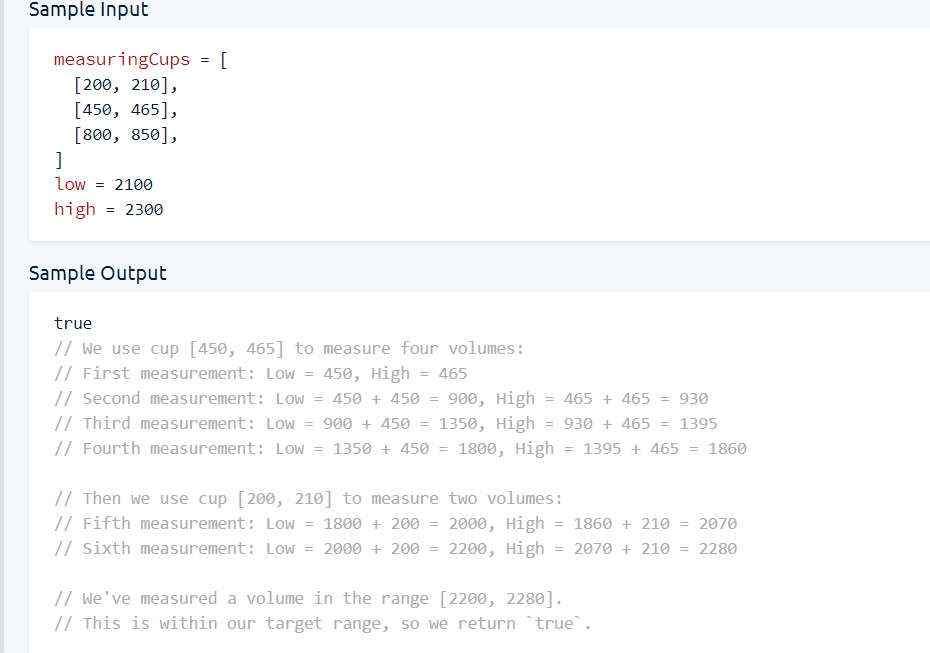 Sample Input
measuringCups = [
  [200, 210],
  [450, 465],
  [800, 850],
]
low = 2100
high = 2300
Sample Output
true
// We use cup [450, 465] to measure four volumes:
// First measurement: Low = 450, High = 465
// Second measurement: Low = 450 + 450 = 900, High = 465 + 465 = 930
// Third measurement: Low = 900 + 450 = 1350, High = 930 + 465 = 1395
// Fourth measurement: Low = 1350 + 450 = 1800, High = 1395 + 465 = 1860
// Then we use cup [200, 210] to measure two volumes:
// Fifth measurement: Low = 1800 + 200 = 2000, High = 1860 + 210 = 2070
// Sixth measurement: Low = 2000 + 200 = 2200, High = 2070 + 210 = 2280
// We've measured a volume in the range [2200, 2280].
// This is within our target range, so we return `true`.